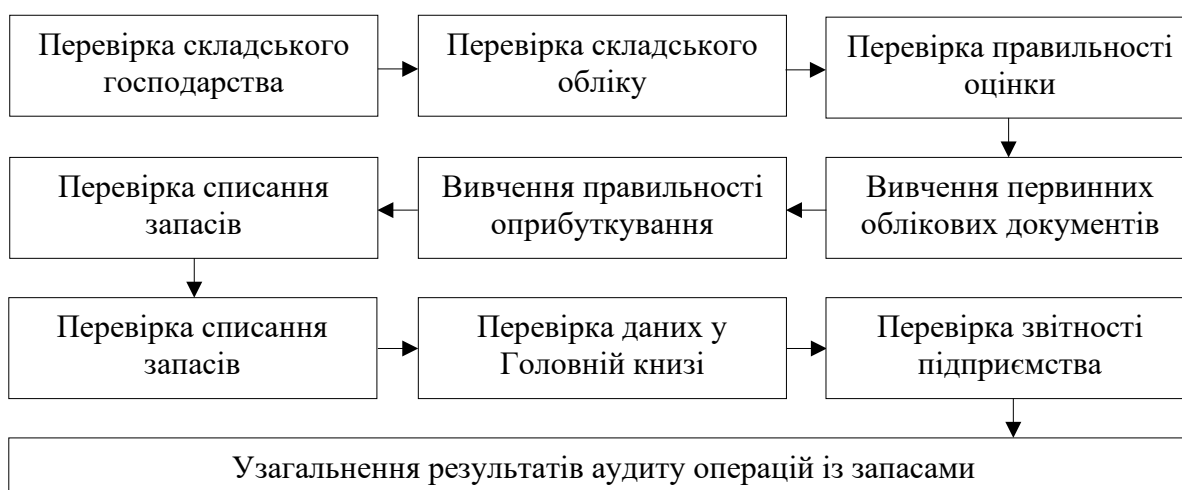 Перевірка складського
господарства
Перевірка складського
обліку
Перевірка правильності
оцінки
Перевірка списання
запасів
Вивчення правильності
оприбуткування
Вивчення первинних
облікових документів
Перевірка списання
запасів
Перевірка даних у
Головній книзі
Перевірка звітності
підприємства
Узагальнення результатів аудиту операцій із запасами